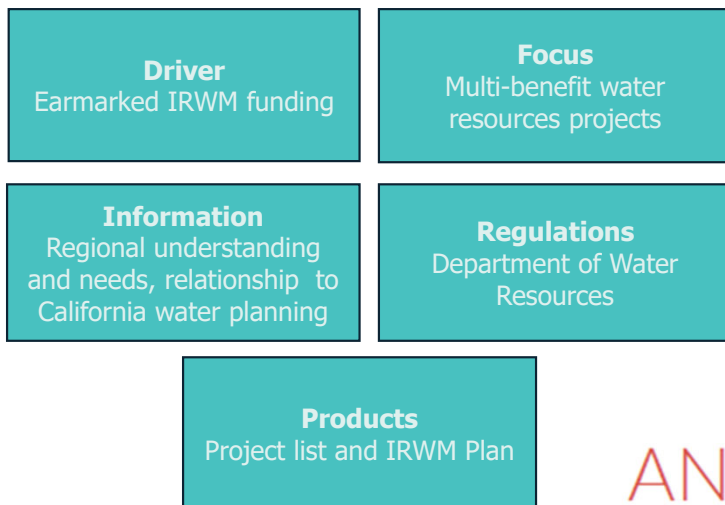 Driver
Earmarked IRWM funding
Focus
Multi-benefit water
resources projects
Information
Regional understanding
and needs, relationship to
California water planning
Regulations
Department of Water
Resources
Products
Project list and IRWM Plan
AN